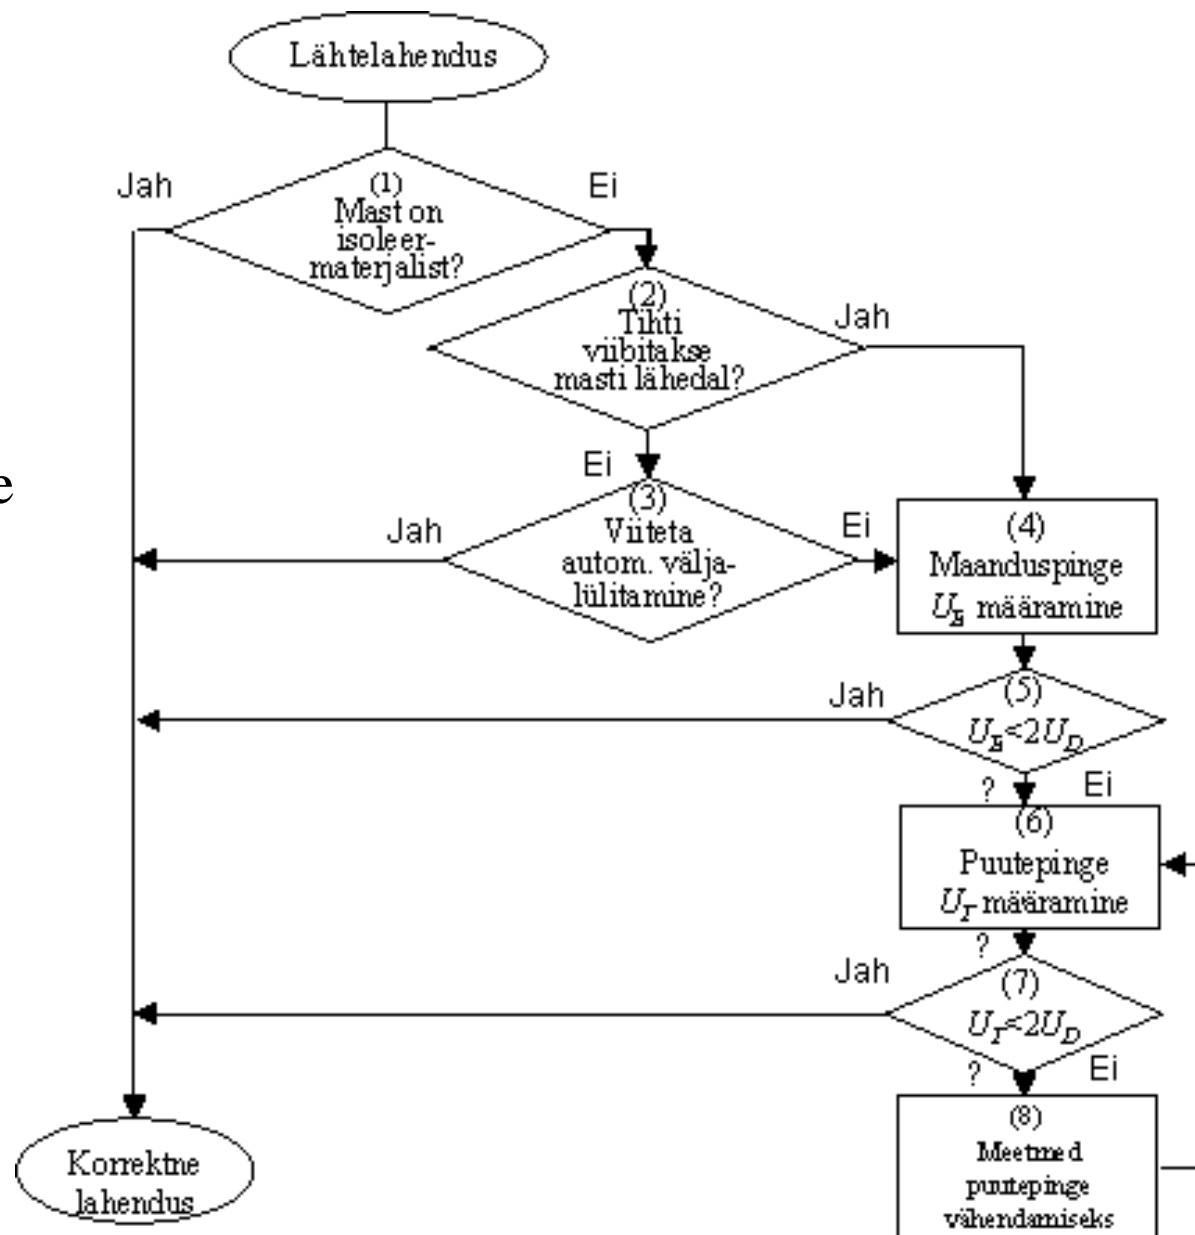 Lähtelahendus
Jah
(1)
Mast on
isoleer-
materjalist?
Ei
(2)
Tihti
viibitakse
masti lähedal?
Jah
Ei
e
(3)
Viiteta
autom. välja-
lülitamine?
Jah
Ei
(4)
Maanduspinge
U_E määramine
Jah
(5)
U_E<2U_D
?
Ei
(6)
Puutepinge
U_T määramine
?
Jah
(7)
U_T<2U_D
?
Ei
(8)
Meetmed
puutepinge
vähendamiseks
Korrektne
lahendus